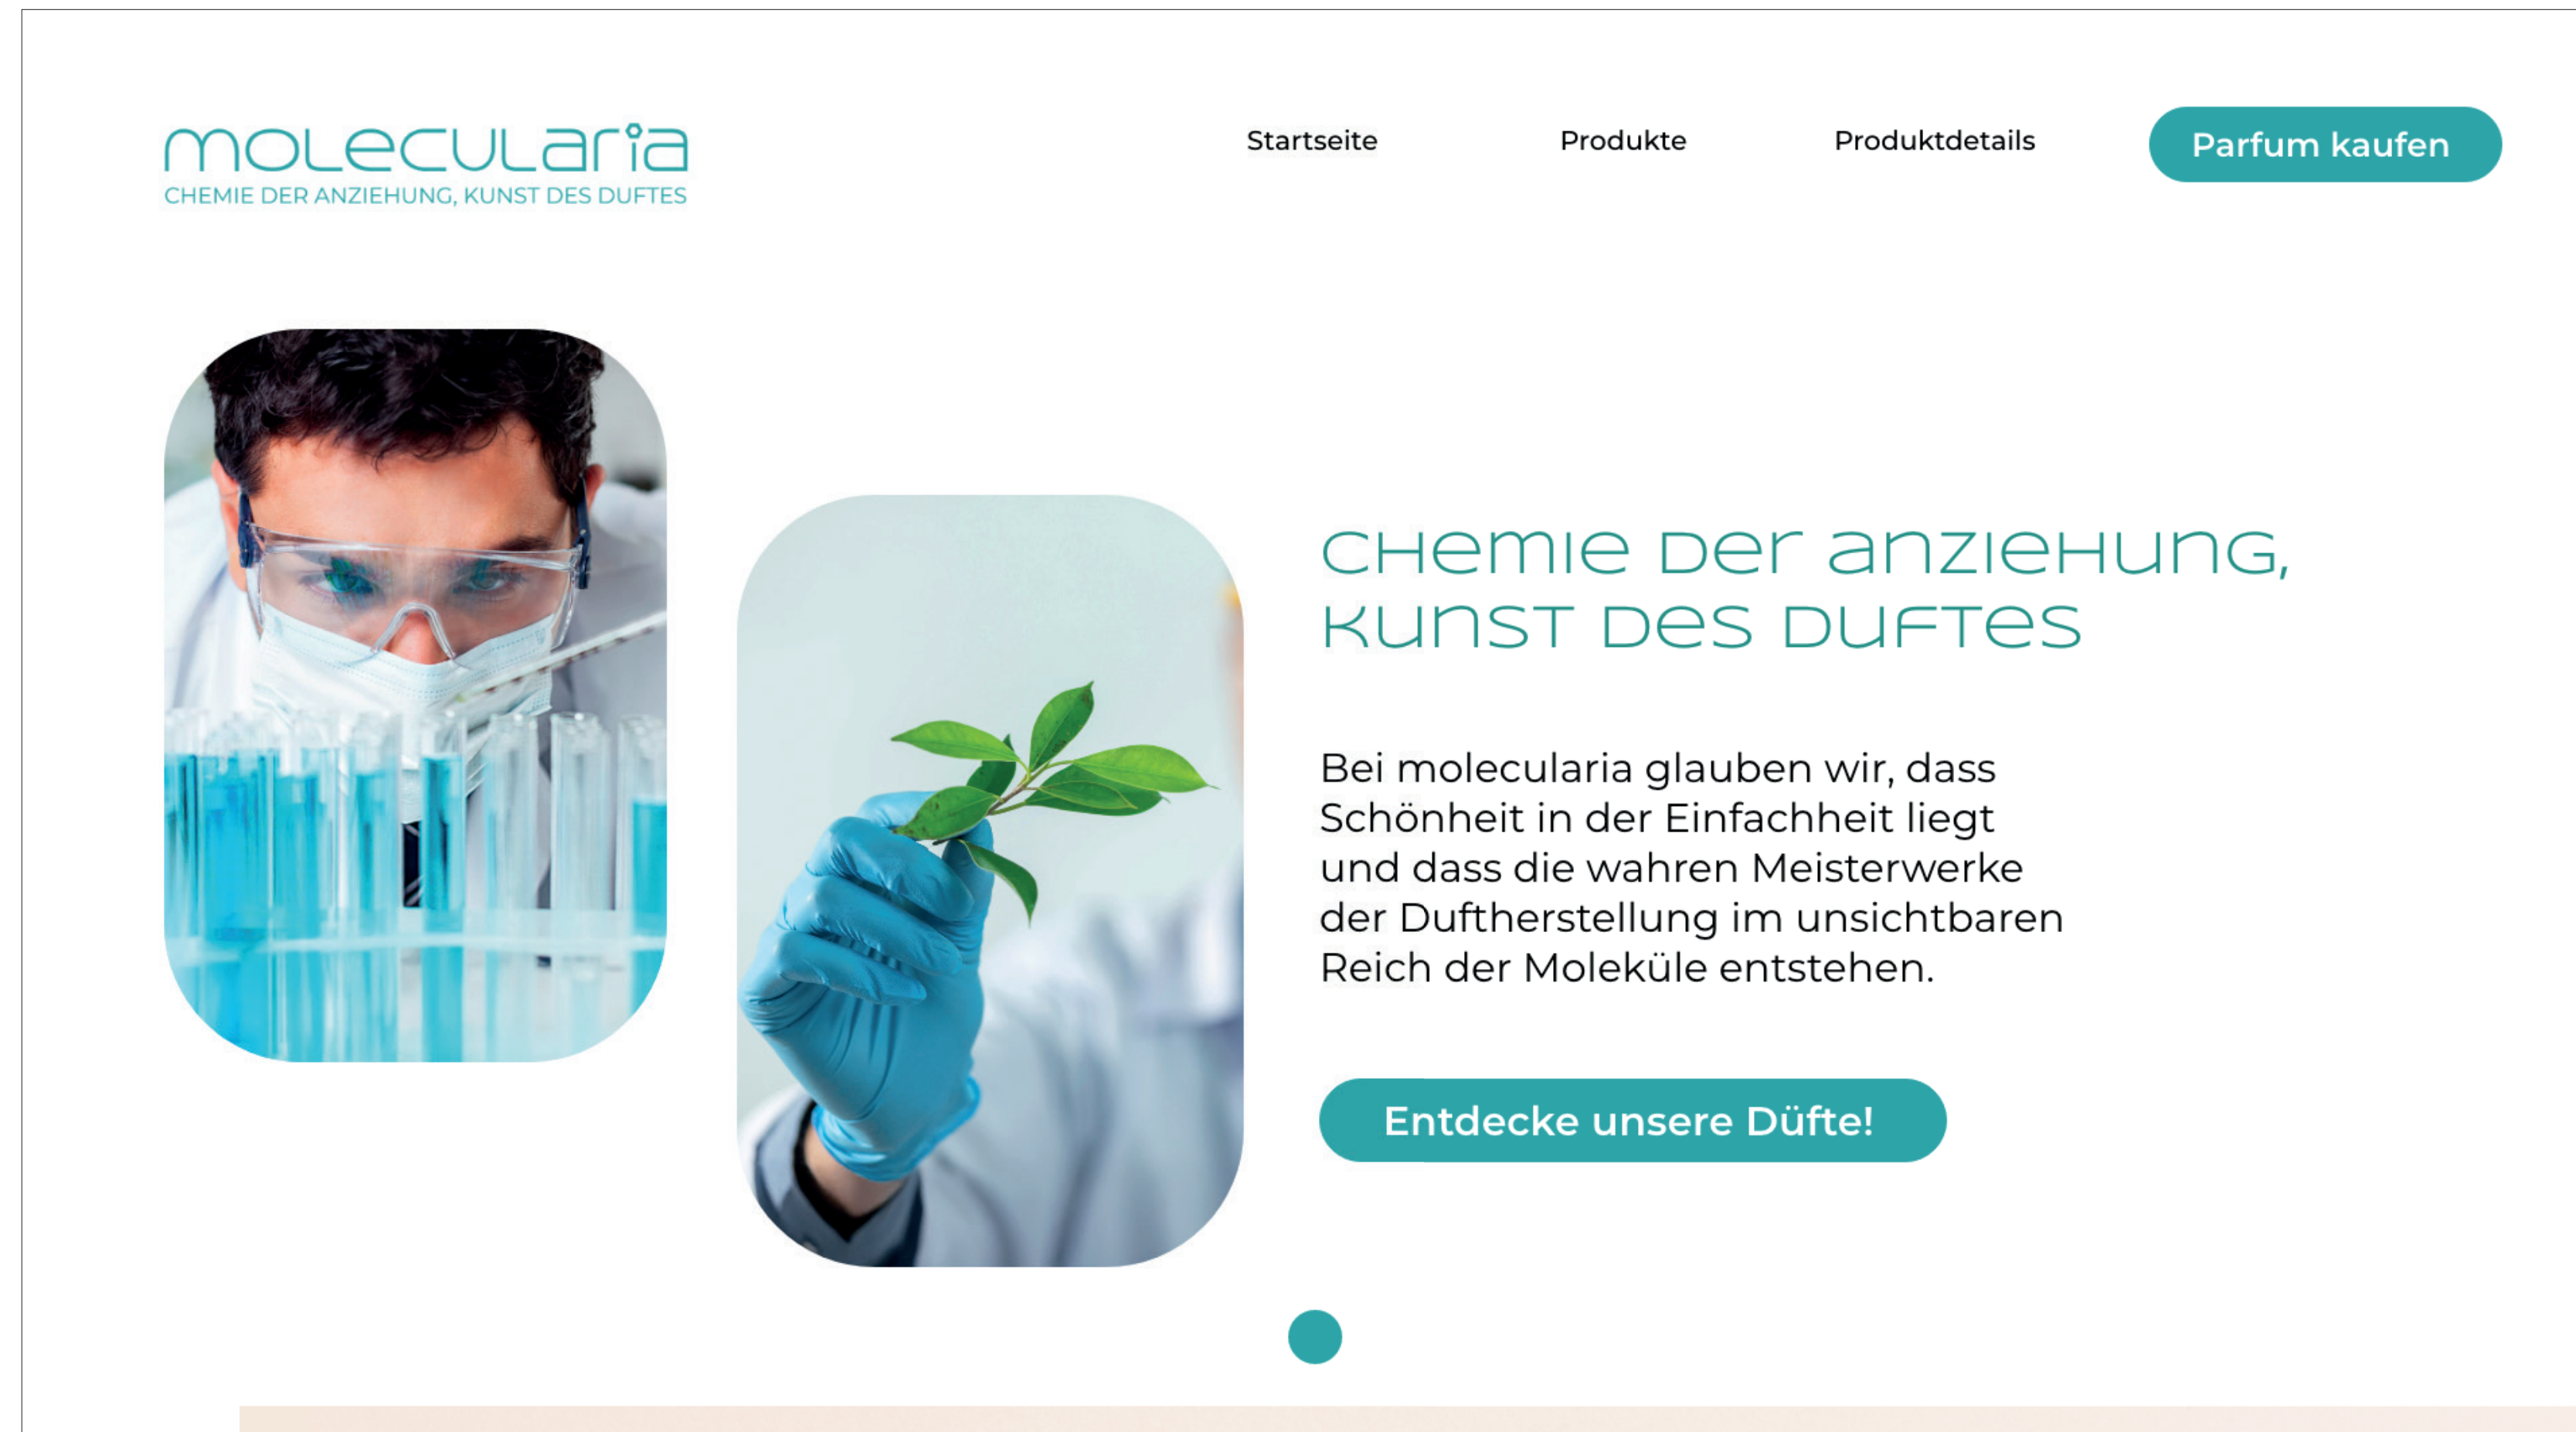 molecularia
CHEMIE DER ANZIEHUNG, KUNST DES DUFTES
Startseite
Produkte
Produktdetails
Parfum kaufen
CHemie Der anzieHunG,
Kunst Des DUFTes
Bei molecularia glauben wir, dass
Schönheit in der Einfachheit liegt
und dass die wahren Meisterwerke
der Duftherstellung im unsichtbaren
Reich der Moleküle entstehen.
Entdecke unsere Düfte!